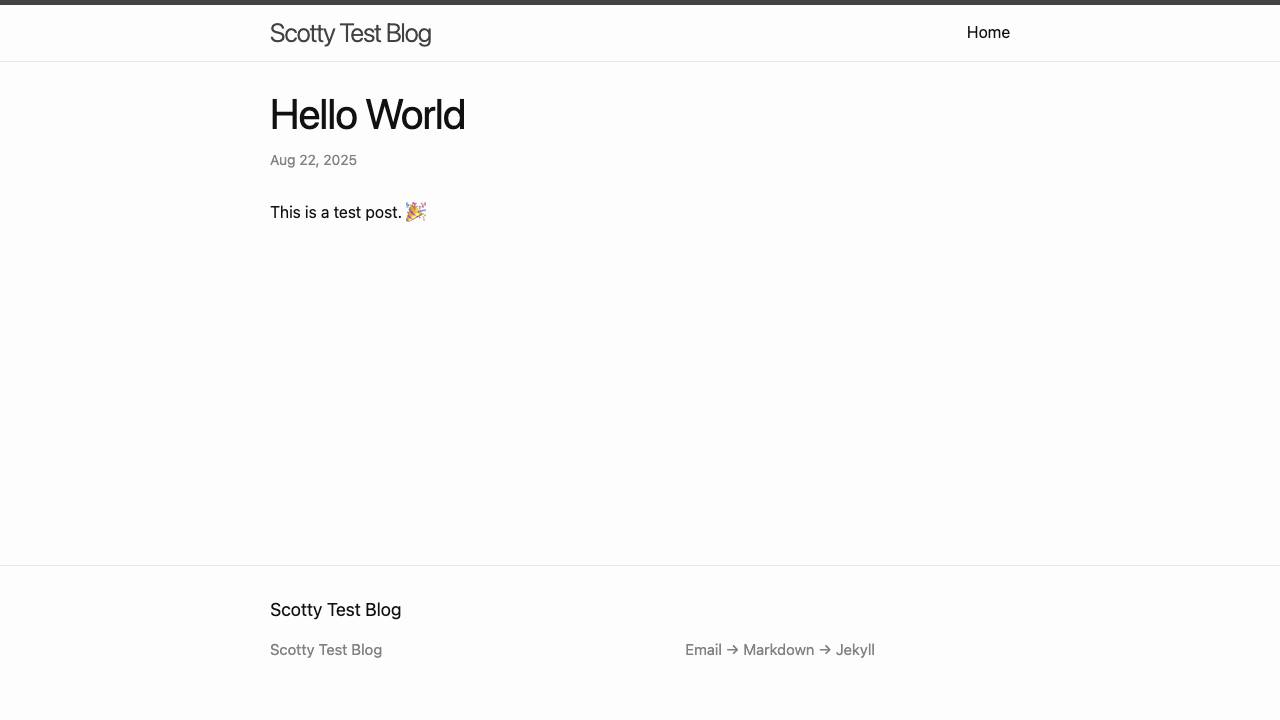 Scotty Test Blog
Home
Hello World
Aug 22, 2025
This is a test post. 🎉
Scotty Test Blog
Scotty Test Blog
Email → Markdown → Jekyll